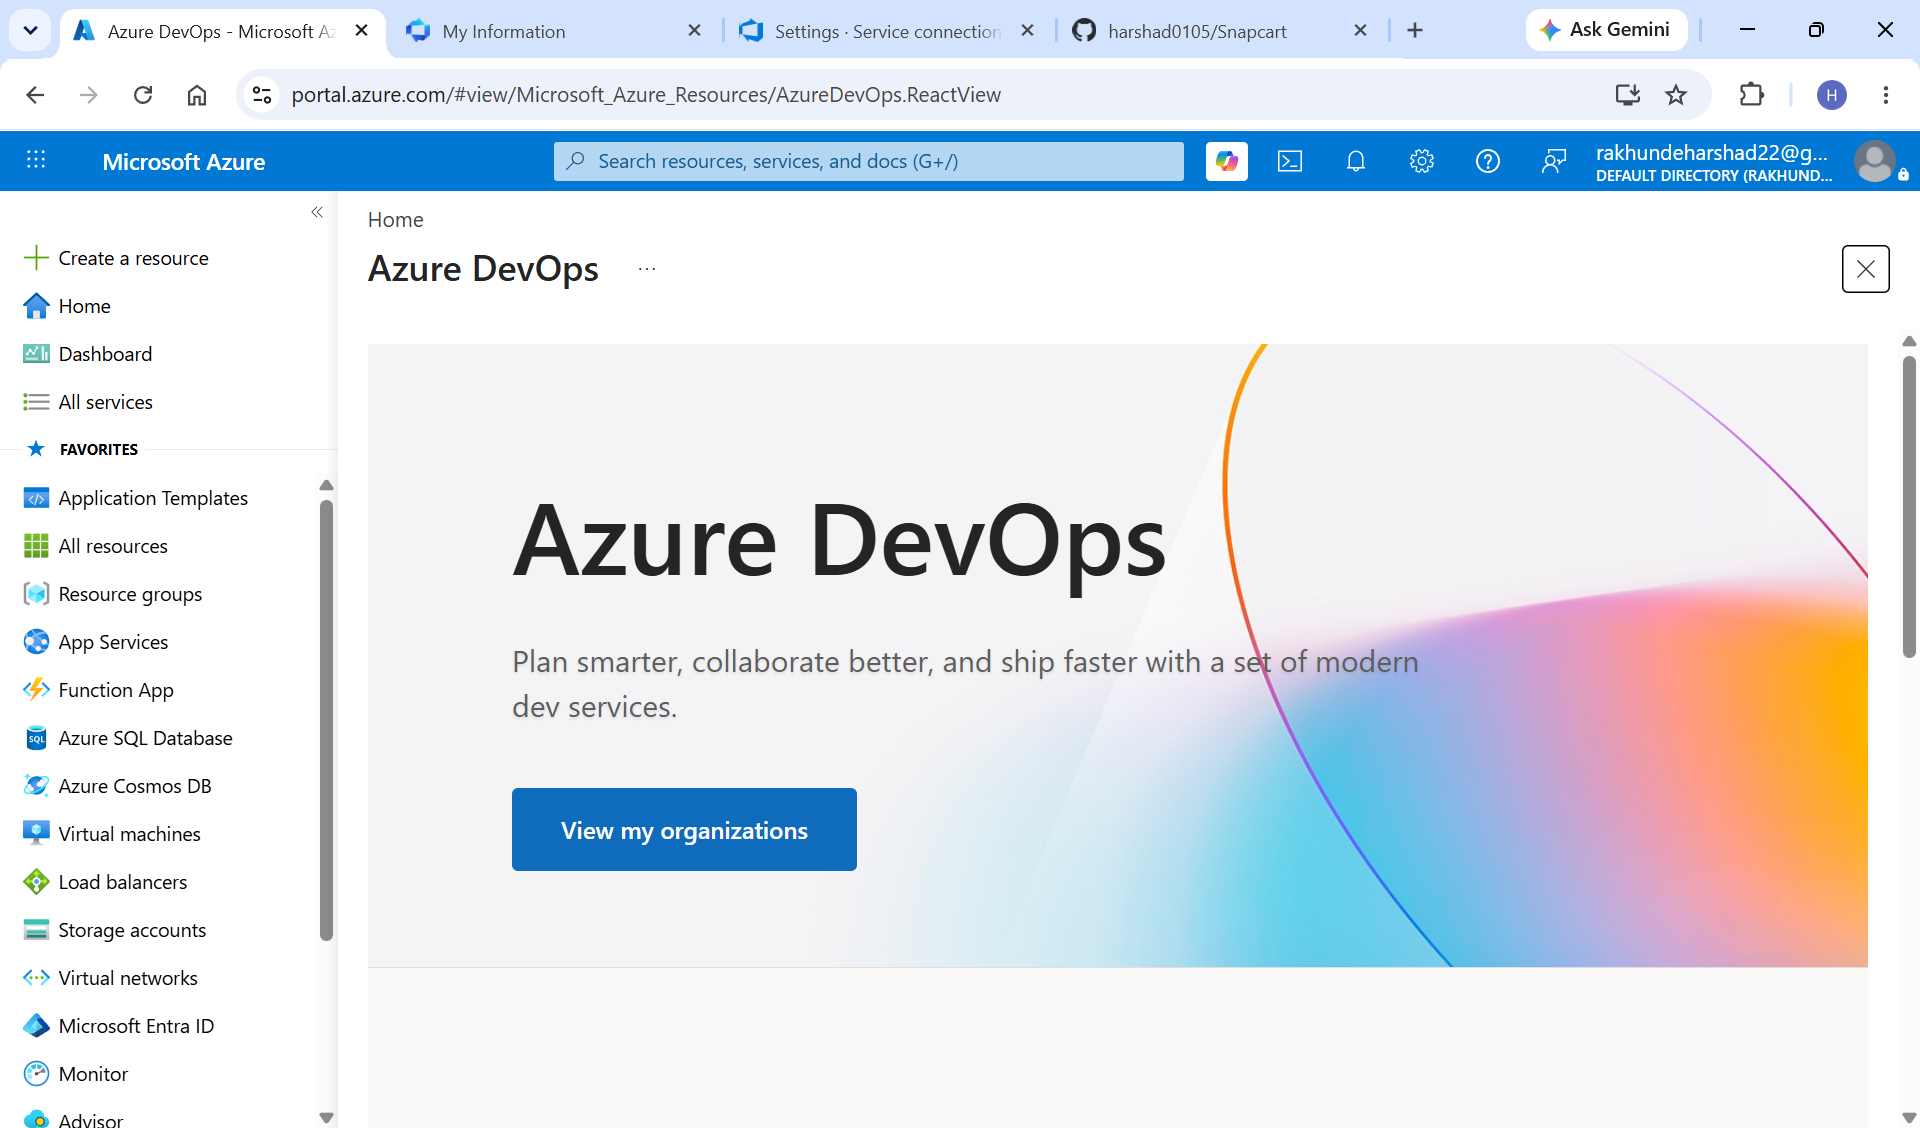 Azure DevOps - Microsoft Az
My Information
Settings · Service connection
harshad0105/Snapcart
Ask Gemini
portal.azure.com/#view/Microsoft_Azure_Resources/AzureDevOps.ReactView
H
Microsoft Azure
Search resources, services, and docs (G+/)
rakhundeharshad22@g...
DEFAULT DIRECTORY (RAKHUND...
Create a resource
Home
Dashboard
All services
FAVORITES
Application Templates
All resources
Resource groups
App Services
Function App
SQL
Azure SQL Database
Azure Cosmos DB
Virtual machines
Load balancers
Storage accounts
Virtual networks
Microsoft Entra ID
Monitor
Advisor
Home
Azure DevOps ...
Azure DevOps
Plan smarter, collaborate better, and ship faster with a set of modern
dev services.
View my organizations